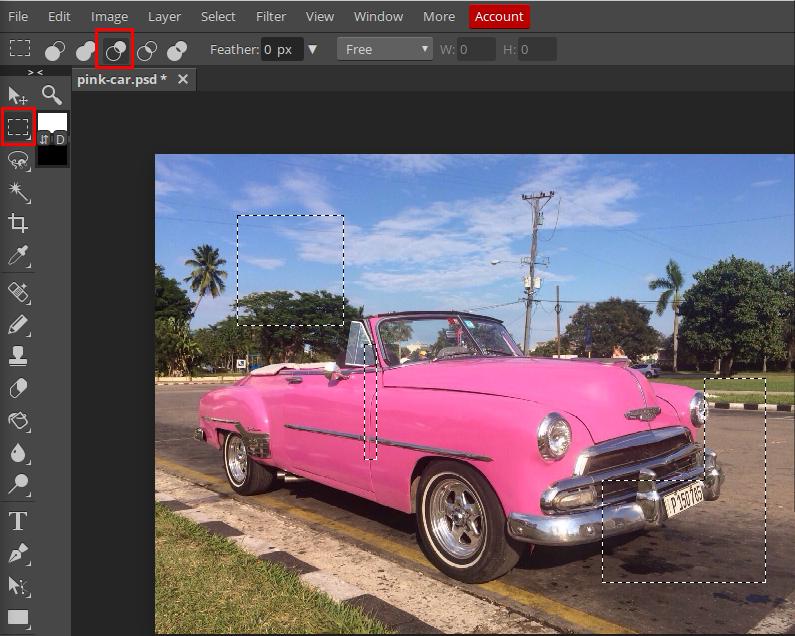 File Edit Image Layer Select Filter View Window More Account
Feather: 0 px Free W: 0 H: 0
> <
pink-car.psd * ✕
D
T
P150785